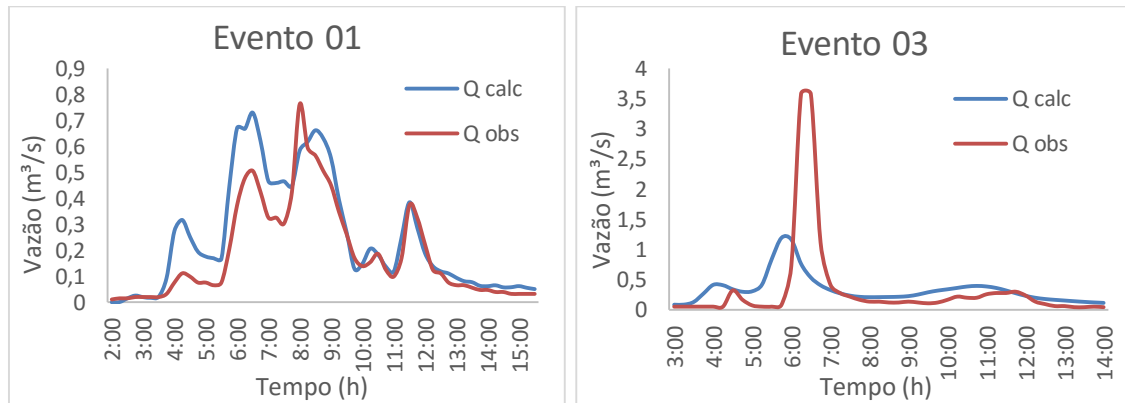 Evento 01
0,9
0,8
0,7
0,6
0,5
0,4
0,3
0,2
0,1
0
Vazão (m³/s)
Q calc
Q obs
2:00 3:00 4:00 5:00 6:00 7:00 8:00 9:00 10:00 11:00 12:00 13:00 14:00 15:00
Tempo (h)
Evento 03
4
3,5
3
2,5
2
1,5
1
0,5
0
Vazão (m³/s)
Q calc
Q obs
3:00 4:00 5:00 6:00 7:00 8:00 9:00 10:00 11:00 12:00 13:00 14:00
Tempo (h)